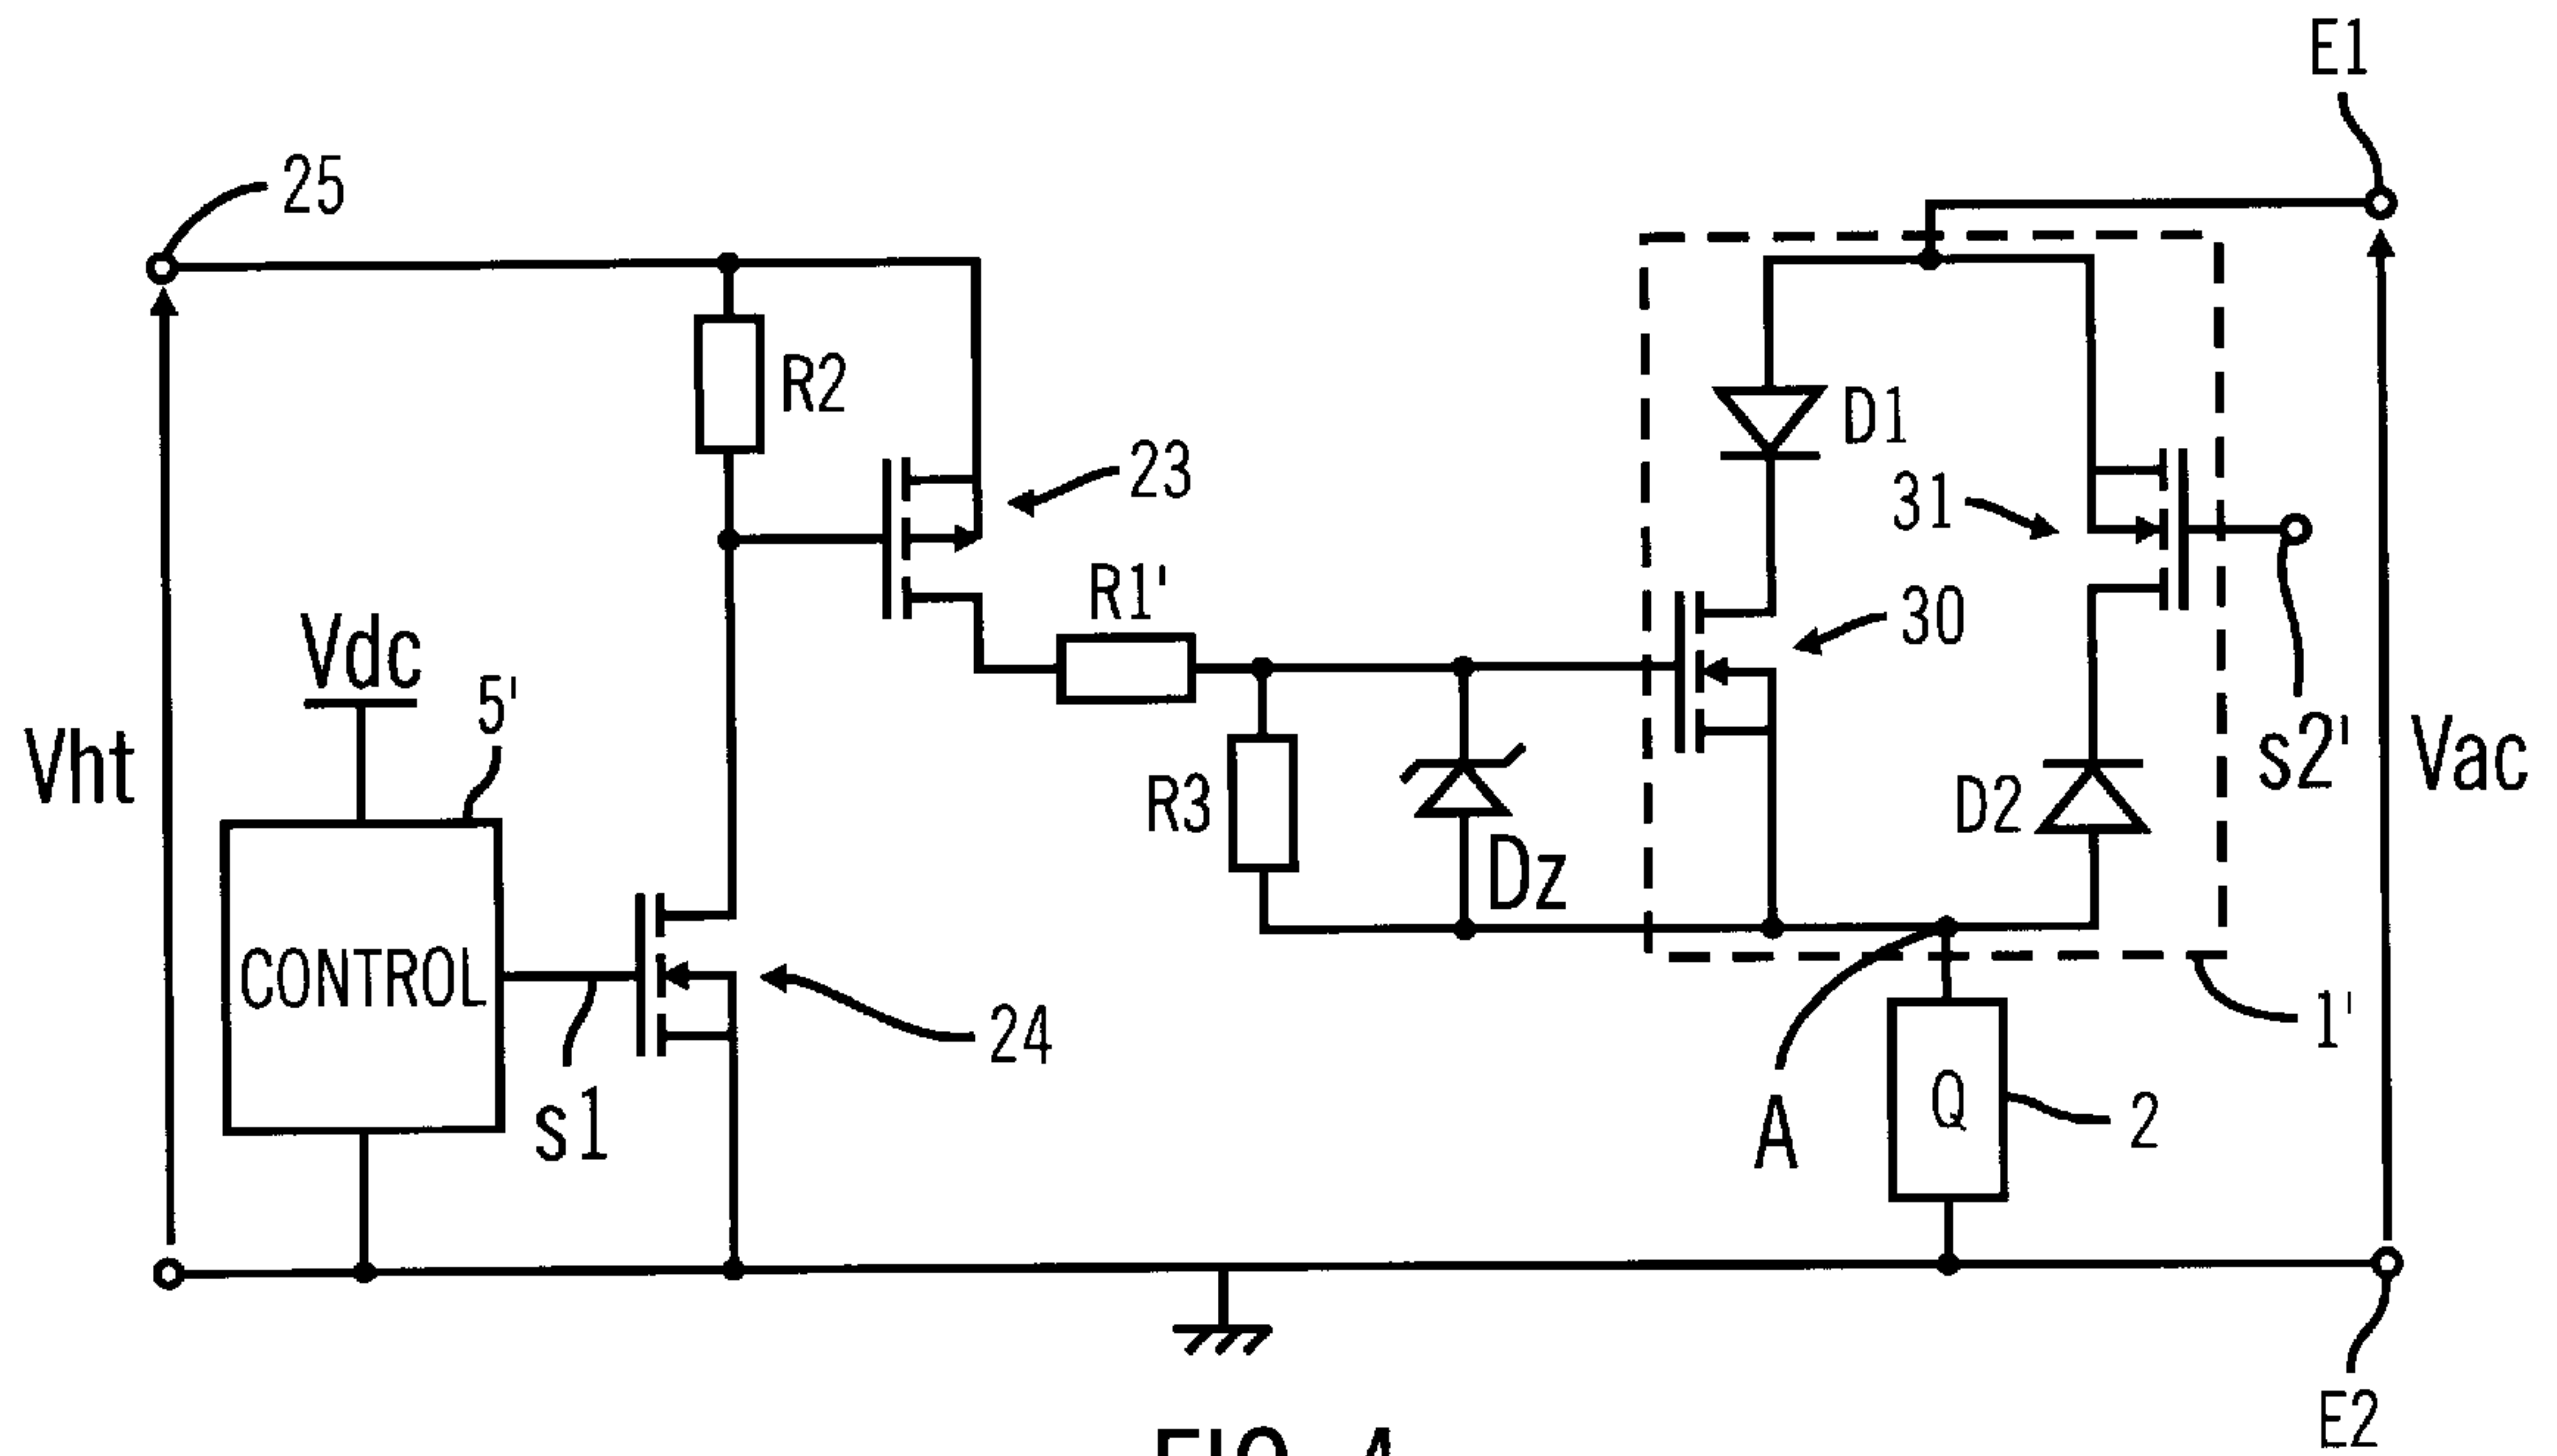 E1
25
R2
D1
23
31
R1'
30
Vdc
5'
Vht
s2'
Vac
R3
D2
Dz
CONTROL
24
1'
s1
A
Q
2
E2